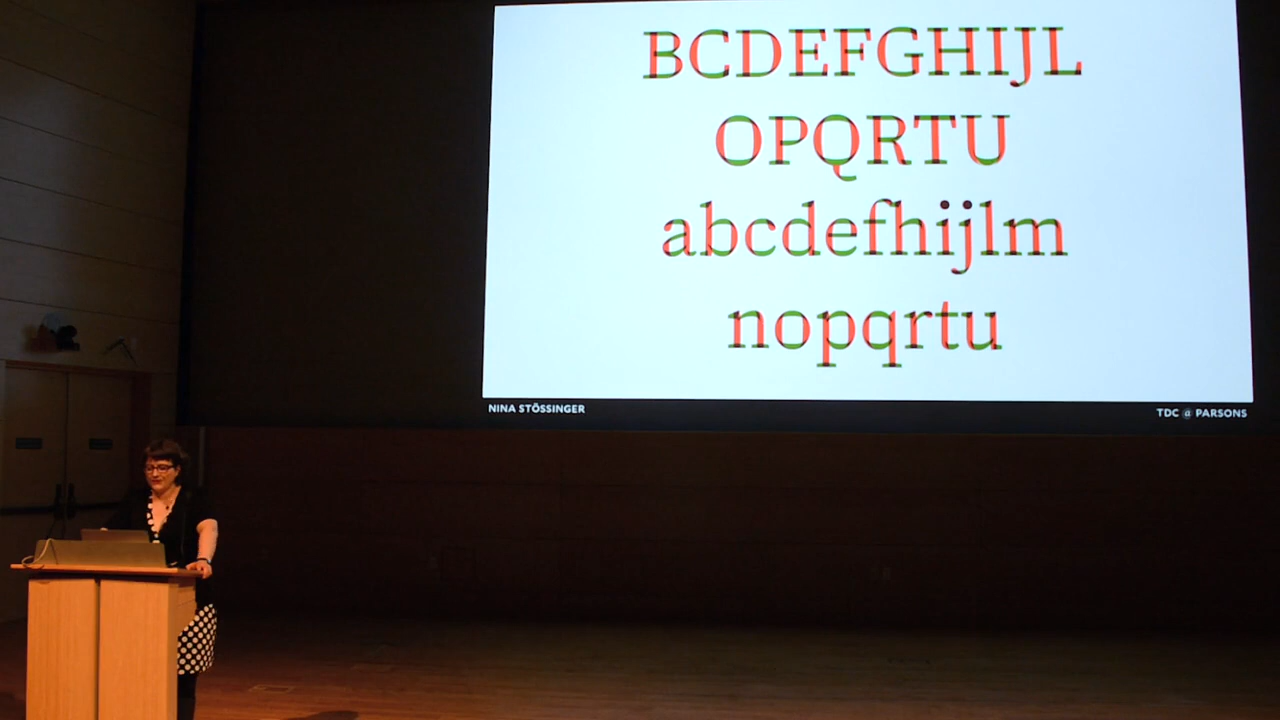 BCDEFGHIJL
OPQRTU
abcdefhijlm
nopqrtu
NINA STÖSSINGER
TDC @ PARSONS